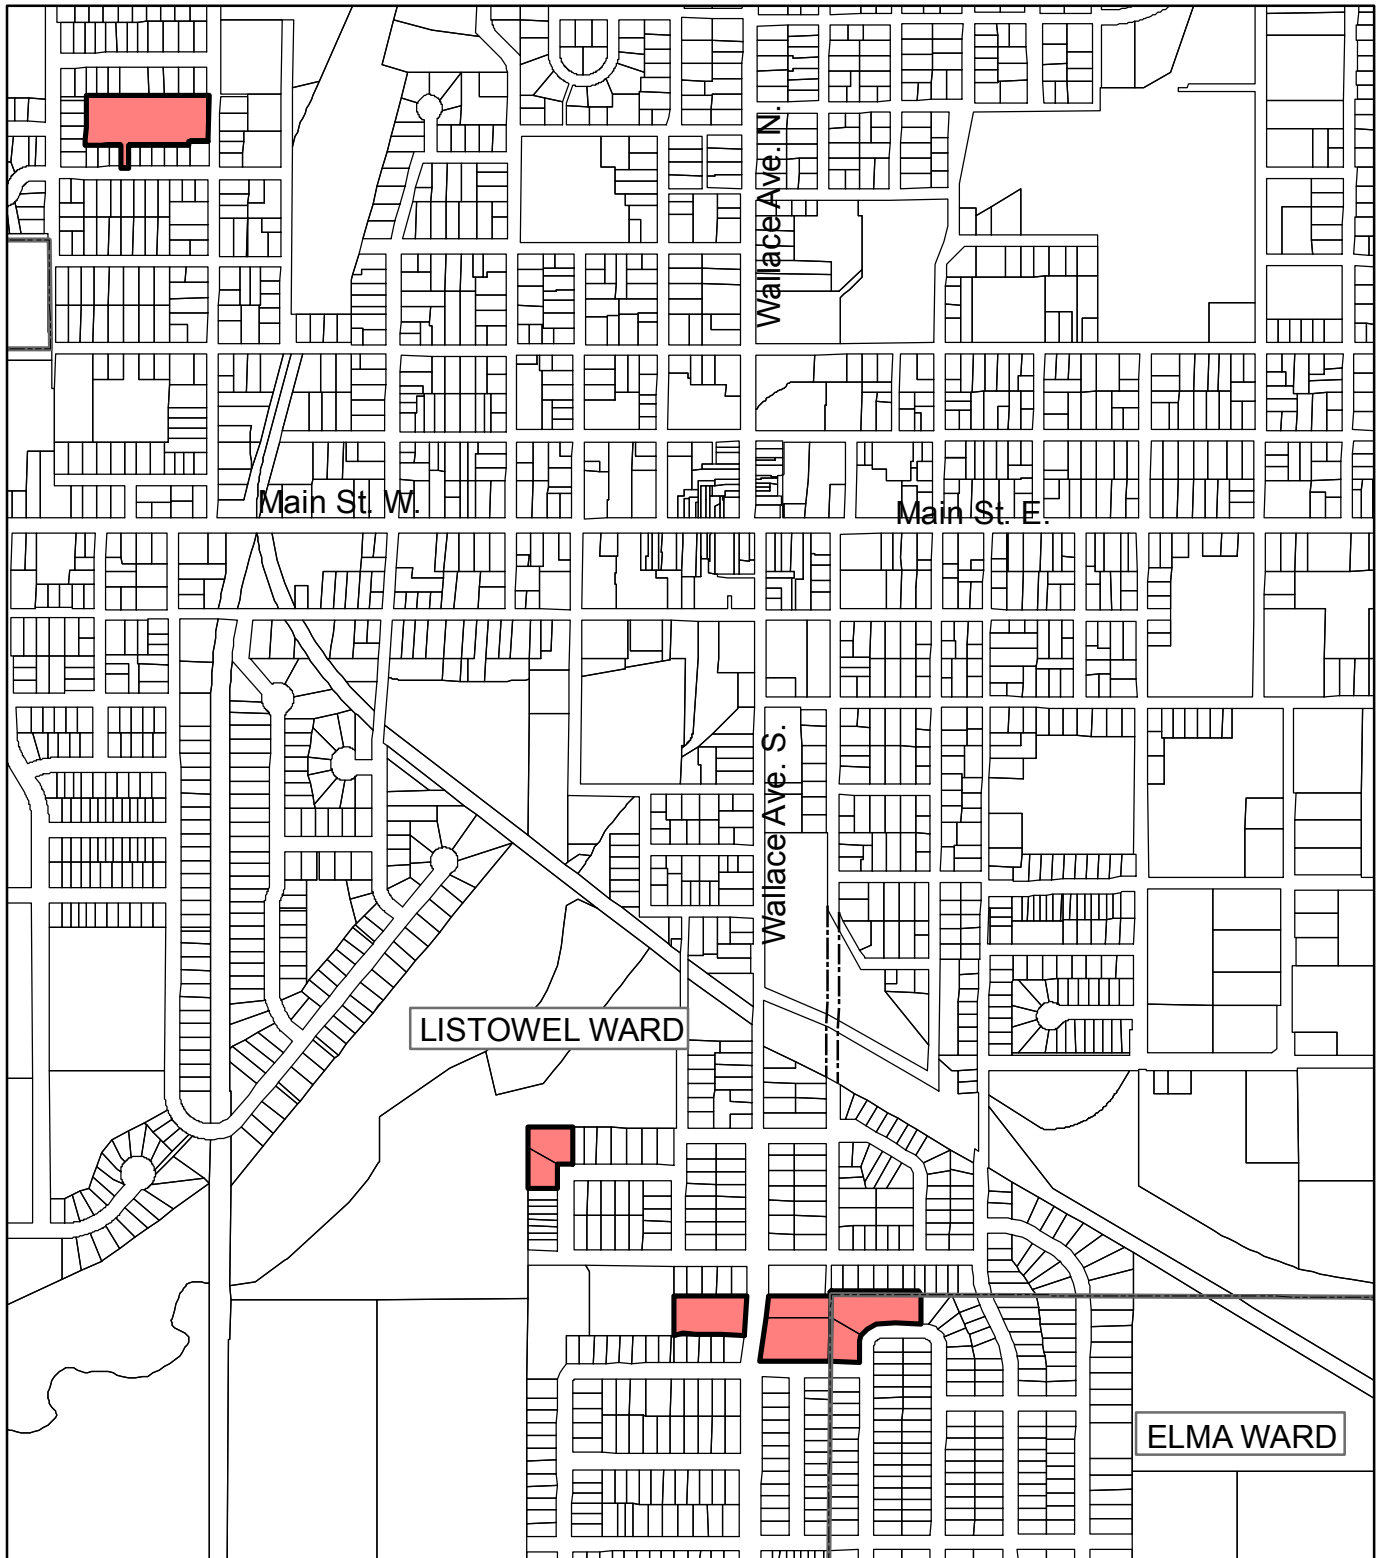 Wallace Ave. N.
Main St. W.
Main St. E.
Wallace Ave. S.
LISTOWEL WARD
ELMA WARD